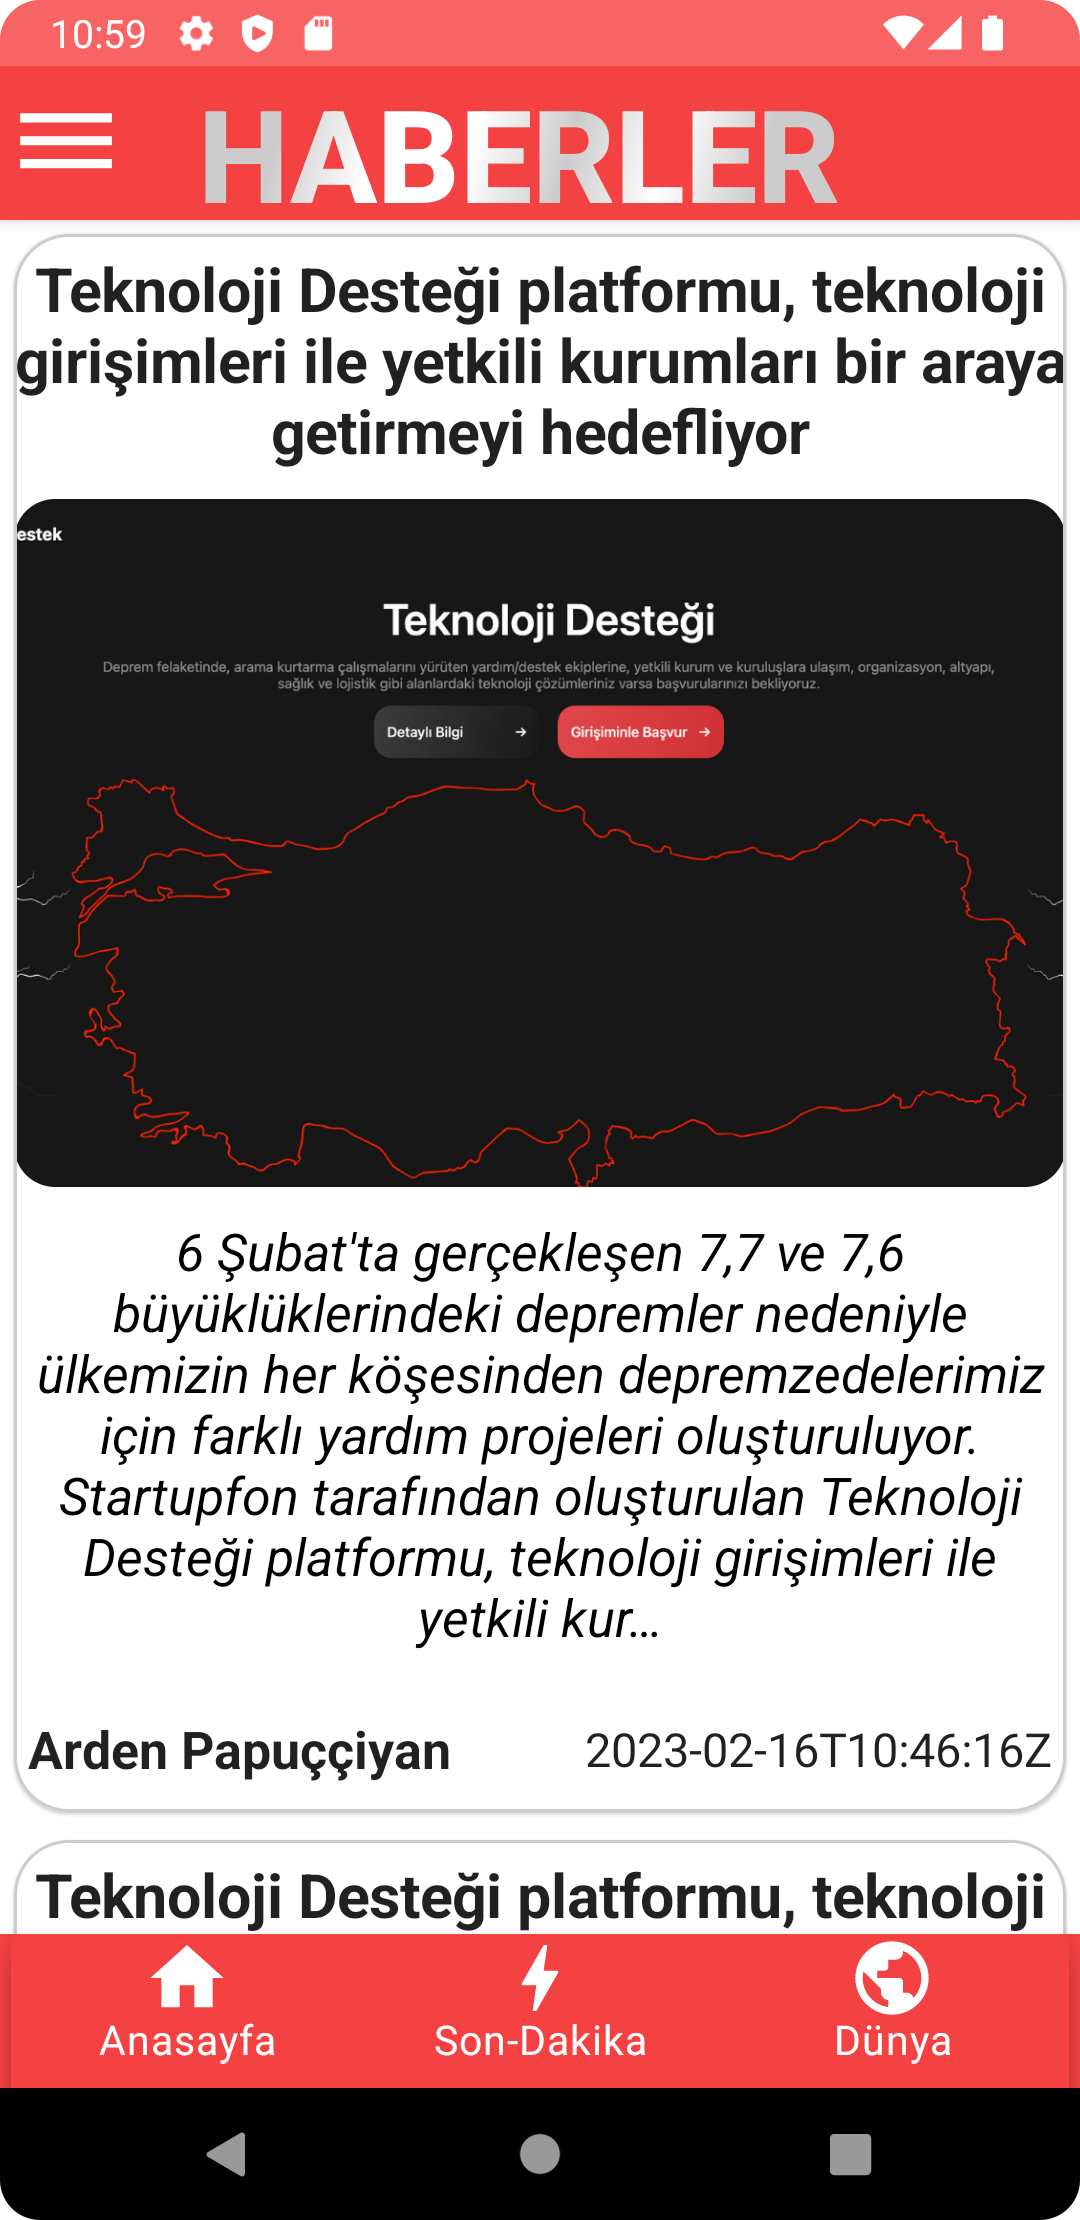 10:59
HABERLER
Teknoloji Desteği platformu, teknoloji
girişimleri ile yetkili kurumları bir araya
getirmeyi hedefliyor
estek
Teknoloji Desteği
Deprem felaketinde, arama kurtarma çalışmalarını yürüten yardım/destek ekiplerine, yetkili kurum ve kuruluşlara ulaşım, organizasyon, altyapı,
sağlık ve lojistik gibi alanlardaki teknoloji çözümleriniz varsa başvurularınızı bekliyoruz.
Detaylı Bilgi → Girişiminle Başvur →
6 Şubat'ta gerçekleşen 7,7 ve 7,6
büyüklüklerindeki depremler nedeniyle
ülkemizin her köşesinden depremzedelerimiz
için farklı yardım projeleri oluşturuluyor.
Startupfon tarafından oluşturulan Teknoloji
Desteği platformu, teknoloji girişimleri ile
yetkili kur…
Arden Papuççiyan 2023-02-16T10:46:16Z
Teknoloji Desteği platformu, teknoloji
Anasayfa Son-Dakika Dünya